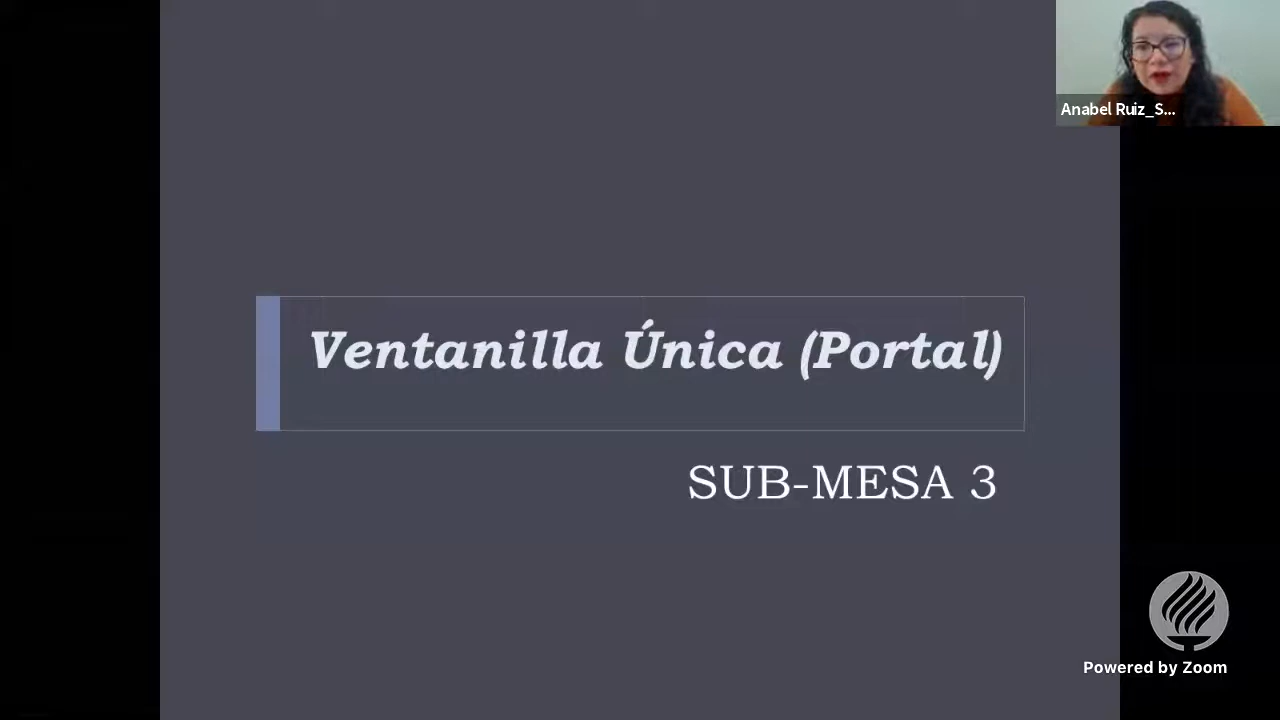 Anabel Ruiz_S...
Ventanilla Única (Portal)
SUB-MESA 3
Powered by Zoom